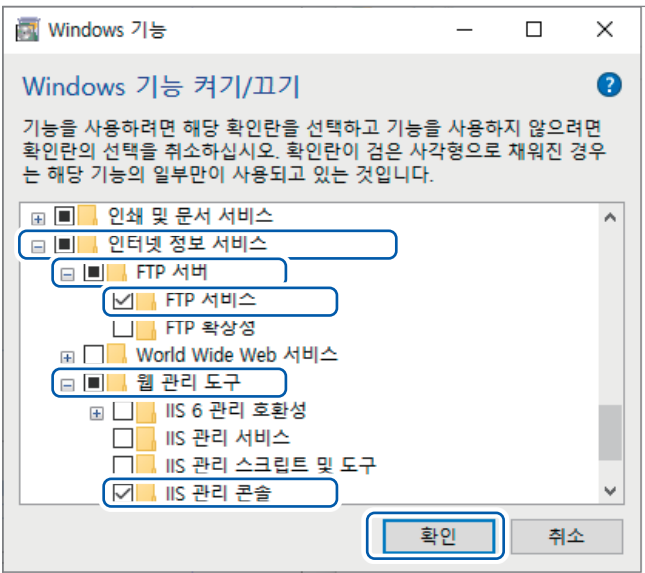 Windows 기능
Windows 기능 켜기/끄기
기능을 사용하려면 해당 확인란을 선택하고 기능을 사용하지 않으려면
확인란의 선택을 취소하십시오. 확인란이 검은 사각형으로 채워진 경우
는 해당 기능의 일부만이 사용되고 있는 것입니다.
인쇄 및 문서 서비스
인터넷 정보 서비스
FTP 서버
FTP 서비스
FTP 확상성
World Wide Web 서비스
웹 관리 도구
IIS 6 관리 호환성
IIS 관리 서비스
IIS 관리 스크립트 및 도구
IIS 관리 콘솔
확인
취소